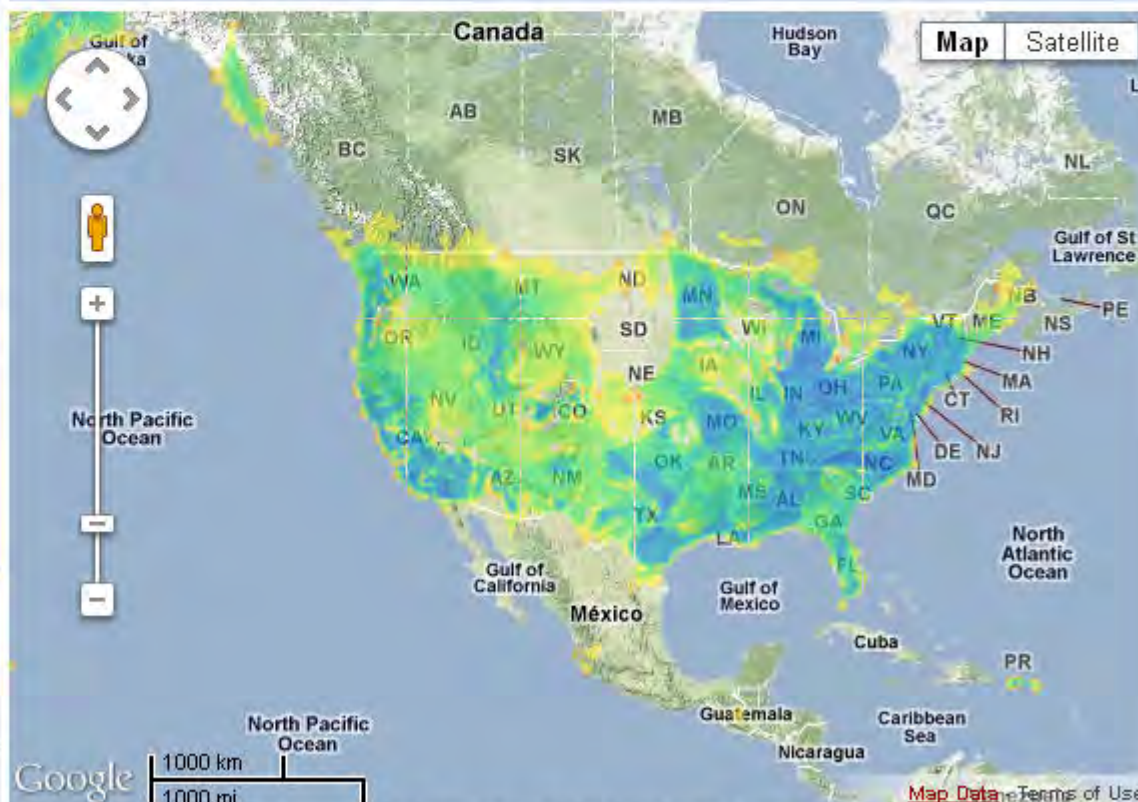 Canada
Hudson
Bay
Map
Satellite
Gulf of
AB
MB
BC
SK
NL
ON
QC
Gulf of St
Lawrence
WA
MT
ND
MN
NB
PE
OR
ID
SD
WI
MI
VT
ME
NS
WY
NY
NH
NE
IA
MA
NV
UT
CO
IL
IN
OH
PA
CT
RI
North Pacific
Ocean
KS
MO
WV
CA
KY
VA
DE
NJ
OK
AR
TN
NC
MD
AZ
NM
MS
AL
SC
TX
GA
LA
North
Atlantic
Ocean
FL
Gulf of
California
Gulf of
Mexico
México
Cuba
PR
Guatemala
Caribbean
Sea
North Pacific
Ocean
Nicaragua
Google
1000 km
1000 mi
Map Data
Terms of Use